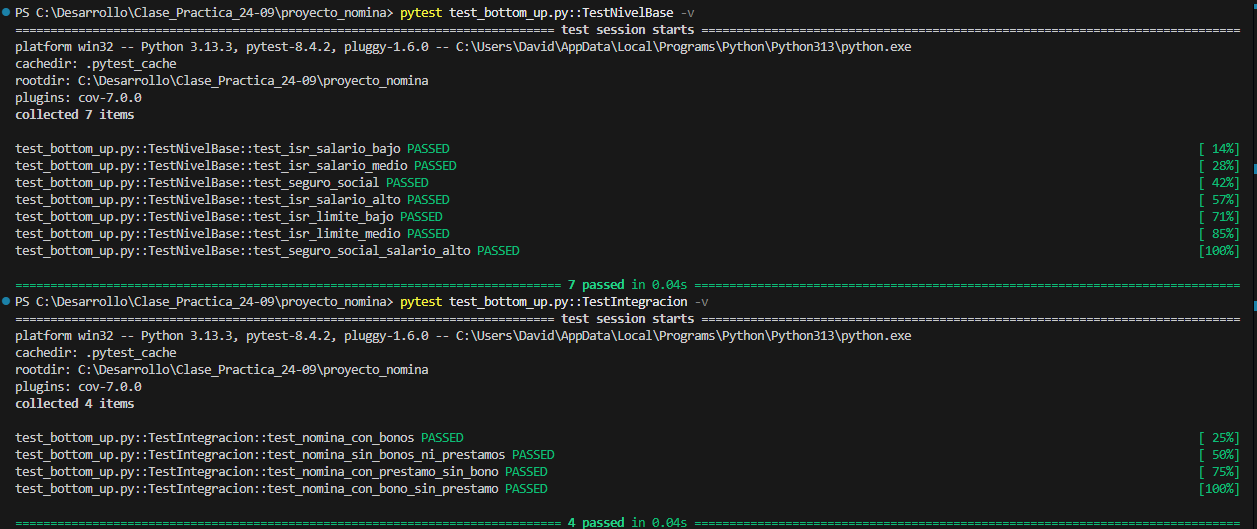 PS C:\Desarrollo\Clase_Practica_24-09\proyecto_nomina> pytest test_bottom_up.py::TestNivelBase -v
============================================================== test session starts ==============================================================
platform win32 -- Python 3.13.3, pytest-8.4.2, pluggy-1.6.0 -- C:\Users\David\AppData\Local\Programs\Python\Python313\python.exe
cachedir: .pytest_cache
rootdir: C:\Desarrollo\Clase_Practica_24-09\proyecto_nomina
plugins: cov-7.0.0
collected 7 items
test_bottom_up.py::TestNivelBase::test_isr_salario_bajo PASSED [ 14%]
test_bottom_up.py::TestNivelBase::test_isr_salario_medio PASSED [ 28%]
test_bottom_up.py::TestNivelBase::test_seguro_social PASSED [ 42%]
test_bottom_up.py::TestNivelBase::test_isr_salario_alto PASSED [ 57%]
test_bottom_up.py::TestNivelBase::test_isr_limite_bajo PASSED [ 71%]
test_bottom_up.py::TestNivelBase::test_isr_limite_medio PASSED [ 85%]
test_bottom_up.py::TestNivelBase::test_seguro_social_salario_alto PASSED [100%]
=============================================================== 7 passed in 0.04s ===============================================================
PS C:\Desarrollo\Clase_Practica_24-09\proyecto_nomina> pytest test_bottom_up.py::TestIntegracion -v
============================================================== test session starts ==============================================================
platform win32 -- Python 3.13.3, pytest-8.4.2, pluggy-1.6.0 -- C:\Users\David\AppData\Local\Programs\Python\Python313\python.exe
cachedir: .pytest_cache
rootdir: C:\Desarrollo\Clase_Practica_24-09\proyecto_nomina
plugins: cov-7.0.0
collected 4 items
test_bottom_up.py::TestIntegracion::test_nomina_con_bonos PASSED [ 25%]
test_bottom_up.py::TestIntegracion::test_nomina_sin_bonos_ni_prestamos PASSED [ 50%]
test_bottom_up.py::TestIntegracion::test_nomina_con_prestamo_sin_bono PASSED [ 75%]
test_bottom_up.py::TestIntegracion::test_nomina_con_bono_sin_prestamo PASSED [100%]
=============================================================== 4 passed in 0.04s ===============================================================